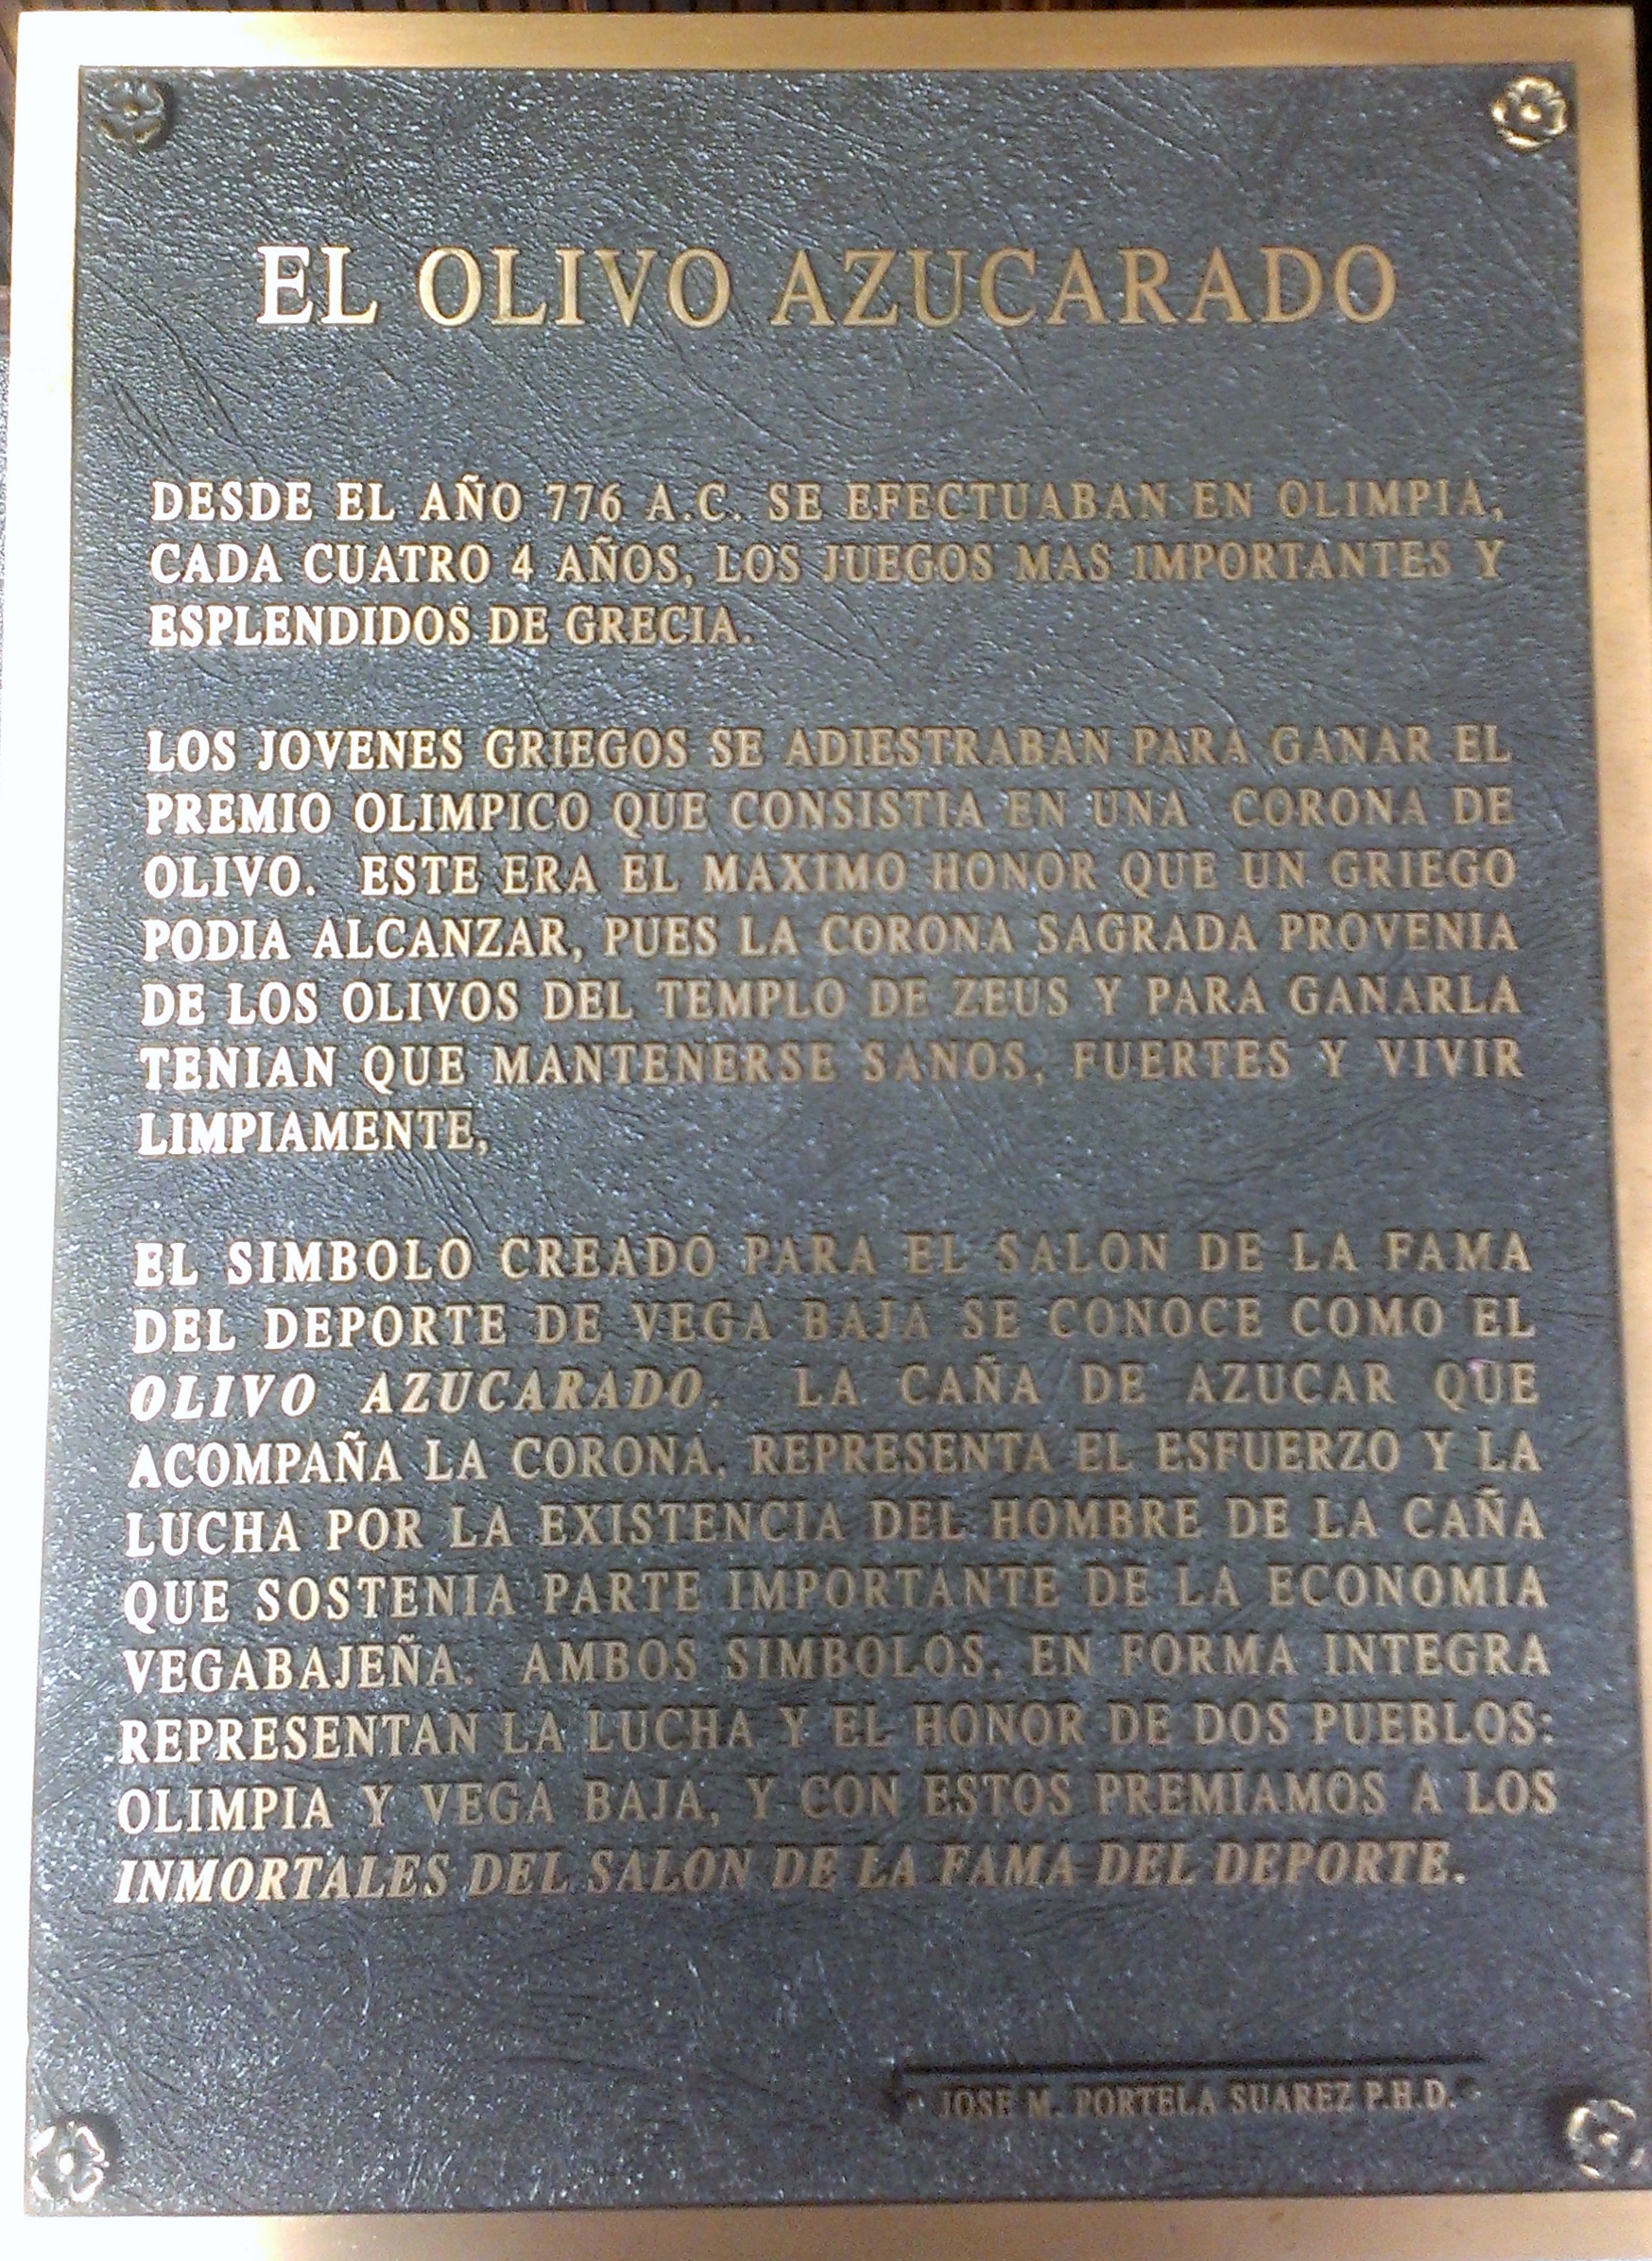 EL OLIVO AZUCARADO
DESDE EL AÑO 776 A.C. SE EFECTUABAN EN OLIMPIA,
CADA CUATRO 4 AÑOS, LOS JUEGOS MAS IMPORTANTES Y
ESPLENDIDOS DE GRECIA.
LOS JOVENES GRIEGOS SE ADIESTRABAN PARA GANAR EL
PREMIO OLIMPICO QUE CONSISTIA EN UNA CORONA DE
OLIVO. ESTE ERA EL MAXIMO HONOR QUE UN GRIEGO
PODIA ALCANZAR, PUES LA CORONA SAGRADA PROVENIA
DE LOS OLIVOS DEL TEMPLO DE ZEUS Y PARA GANARLA
TENIAN QUE MANTENERSE SANOS, FUERTES Y VIVIR
LIMPIAMENTE,
EL SIMBOLO CREADO PARA EL SALON DE LA FAMA
DEL DEPORTE DE VEGA BAJA SE CONOCE COMO EL
OLIVO AZUCARADO. LA CAÑA DE AZUCAR QUE
ACOMPAÑA LA CORONA, REPRESENTA EL ESFUERZO Y LA
LUCHA POR LA EXISTENCIA DEL HOMBRE DE LA CAÑA
QUE SOSTENIA PARTE IMPORTANTE DE LA ECONOMIA
VEGABAJEÑA. AMBOS SIMBOLOS, EN FORMA INTEGRA
REPRESENTAN LA LUCHA Y EL HONOR DE DOS PUEBLOS:
OLIMPIA Y VEGA BAJA, Y CON ESTOS PREMIAMOS A LOS
INMORTALES DEL SALON DE LA FAMA DEL DEPORTE.
JOSE M. PORTELA SUAREZ P.H.D.